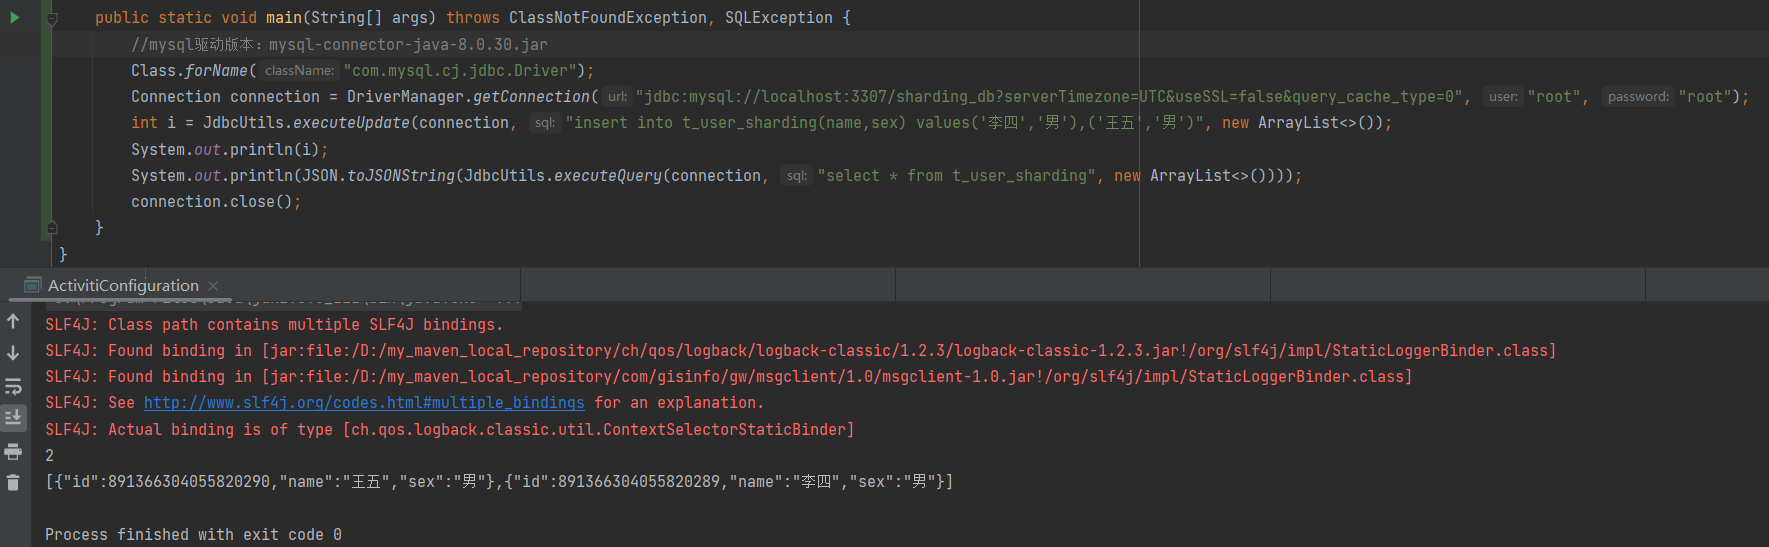 public static void main(String[] args) throws ClassNotFoundException, SQLException {
//mysql驱动版本：mysql-connector-java-8.0.30.jar
Class.forName( className: "com.mysql.cj.jdbc.Driver");
Connection connection = DriverManager.getConnection( url: "jdbc:mysql://localhost:3307/sharding_db?serverTimezone=UTC&useSSL=false&query_cache_type=0", user: "root", password: "root");
int i = JdbcUtils.executeUpdate(connection, sql: "insert into t_user_sharding(name,sex) values('李四','男'),('王五','男')", new ArrayList<>());
System.out.println(i);
System.out.println(JSON.toJSONString(JdbcUtils.executeQuery(connection, sql: "select * from t_user_sharding", new ArrayList<>())));
connection.close();
}
}
ActivitiConfiguration
SLF4J: Class path contains multiple SLF4J bindings.
SLF4J: Found binding in [jar:file:/D:/my_maven_local_repository/ch/qos/logback/logback-classic/1.2.3/logback-classic-1.2.3.jar!/org/slf4j/impl/StaticLoggerBinder.class]
SLF4J: Found binding in [jar:file:/D:/my_maven_local_repository/com/gisinfo/gw/msgclient/1.0/msgclient-1.0.jar!/org/slf4j/impl/StaticLoggerBinder.class]
SLF4J: See http://www.slf4j.org/codes.html#multiple_bindings for an explanation.
SLF4J: Actual binding is of type [ch.qos.logback.classic.util.ContextSelectorStaticBinder]
2
[{"id":891366304055820290,"name":"王五","sex":"男"},{"id":891366304055820289,"name":"李四","sex":"男"}]
Process finished with exit code 0